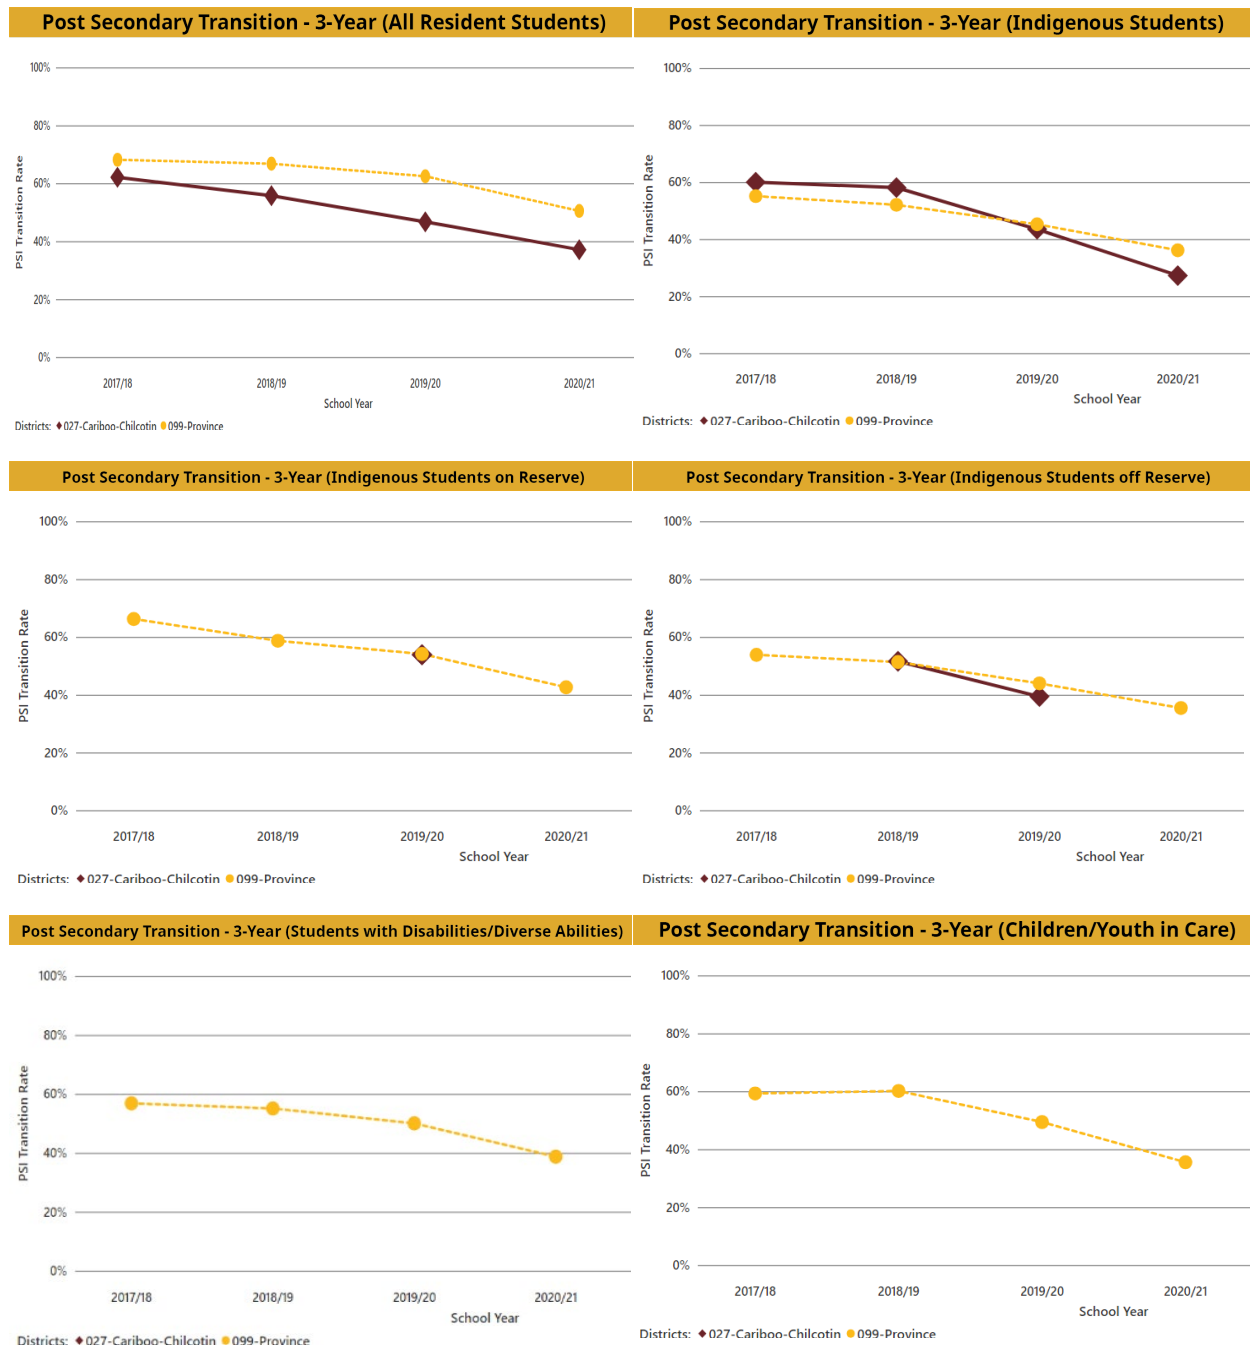 Post Secondary Transition - 3-Year (All Resident Students)
100%
80%
60%
40%
20%
0%
PSI Transition Rate
2017/18 2018/19 2019/20 2020/21
School Year
Districts: 027-Cariboo-Chilcotin 099-Province
Post Secondary Transition - 3-Year (Indigenous Students)
100%
80%
60%
40%
20%
0%
PSI Transition Rate
2017/18 2018/19 2019/20 2020/21
School Year
Districts: 027-Cariboo-Chilcotin 099-Province
Post Secondary Transition - 3-Year (Indigenous Students on Reserve)
100%
80%
60%
40%
20%
0%
PSI Transition Rate
2017/18 2018/19 2019/20 2020/21
School Year
Districts: 027-Cariboo-Chilcotin 099-Province
Post Secondary Transition - 3-Year (Indigenous Students off Reserve)
100%
80%
60%
40%
20%
0%
PSI Transition Rate
2017/18 2018/19 2019/20 2020/21
School Year
Districts: 027-Cariboo-Chilcotin 099-Province
Post Secondary Transition - 3-Year (Students with Disabilities/Diverse Abilities)
100%
80%
60%
40%
20%
0%
PSI Transition Rate
2017/18 2018/19 2019/20 2020/21
School Year
Districts: 027-Cariboo-Chilcotin 099-Province
Post Secondary Transition - 3-Year (Children/Youth in Care)
100%
80%
60%
40%
20%
0%
PSI Transition Rate
2017/18 2018/19 2019/20 2020/21
School Year
Districts: 027-Cariboo-Chilcotin 099-Province